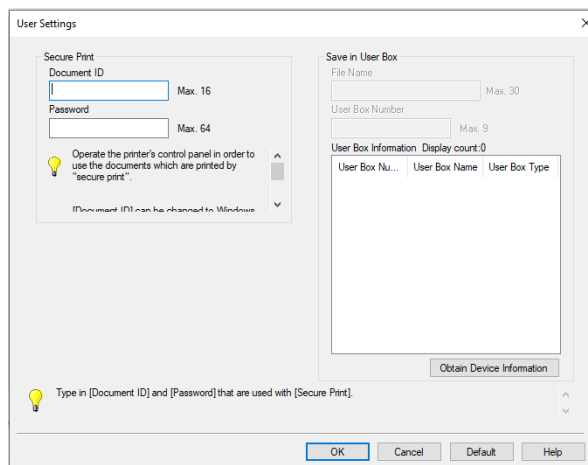 User Settings
Secure Print
Document ID
Max. 16
Password
Max. 64
Operate the printer's control panel in order to
use the documents which are printed by
"secure print".
[Document ID] can be changed to Windows
Save in User Box
File Name
Max. 30
User Box Number
Max. 9
User Box Information Display count:0
User Box Nu... User Box Name User Box Type
Obtain Device Information
Type in [Document ID] and [Password] that are used with [Secure Print].
OK Cancel Default Help